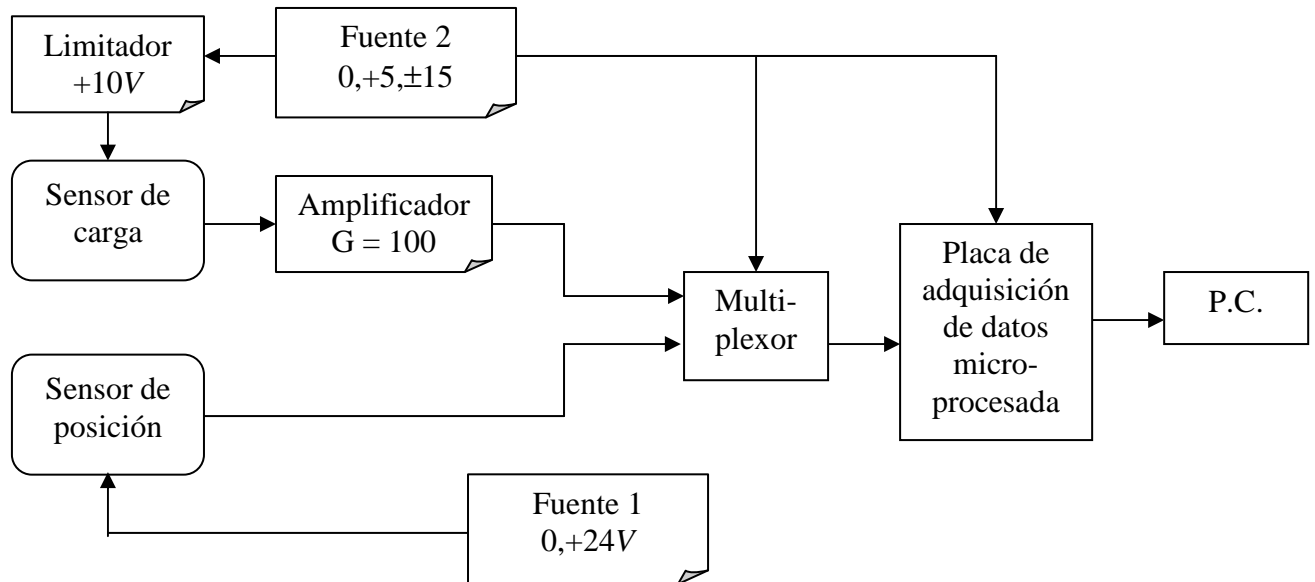 Limitador
+10V
Fuente 2
0,+5,±15
Sensor de
carga
Amplificador
G = 100
Multi-
plexor
Placa de
adquisición
de datos
micro-
procesada
P.C.
Sensor de
posición
Fuente 1
0,+24V